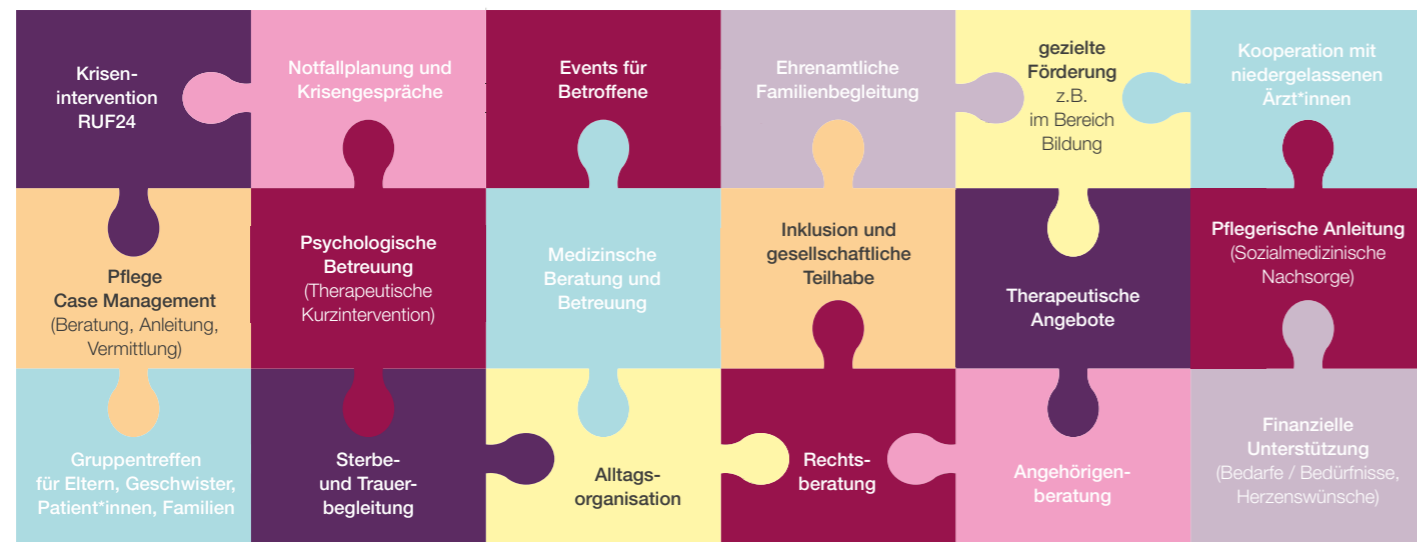 Krisen-
intervention
RUF24
Notfallplanung und
Krisengespräche
Events für
Betroffene
Ehrenamtliche
Familienbegleitung
gezielte
Förderung
z.B.
im Bereich
Bildung
Kooperation mit
niedergelassenen
Ärzt*innen
Pflege
Case Management
(Beratung, Anleitung,
Vermittlung)
Psychologische
Betreuung
(Therapeutische
Kurzintervention)
Medizinsche
Beratung und
Betreuung
Inklusion und
gesellschaftliche
Teilhabe
Therapeutische
Angebote
Pflegerische Anleitung
(Sozialmedizinische
Nachsorge)
Gruppentreffen
für Eltern, Geschwister,
Patient*innen, Familien
Sterbe-
und Trauer-
begleitung
Alltags-
organisation
Rechts-
beratung
Angehörigen-
beratung
Finanzielle
Unterstützung
(Bedarfe / Bedürfnisse,
Herzenswünsche)